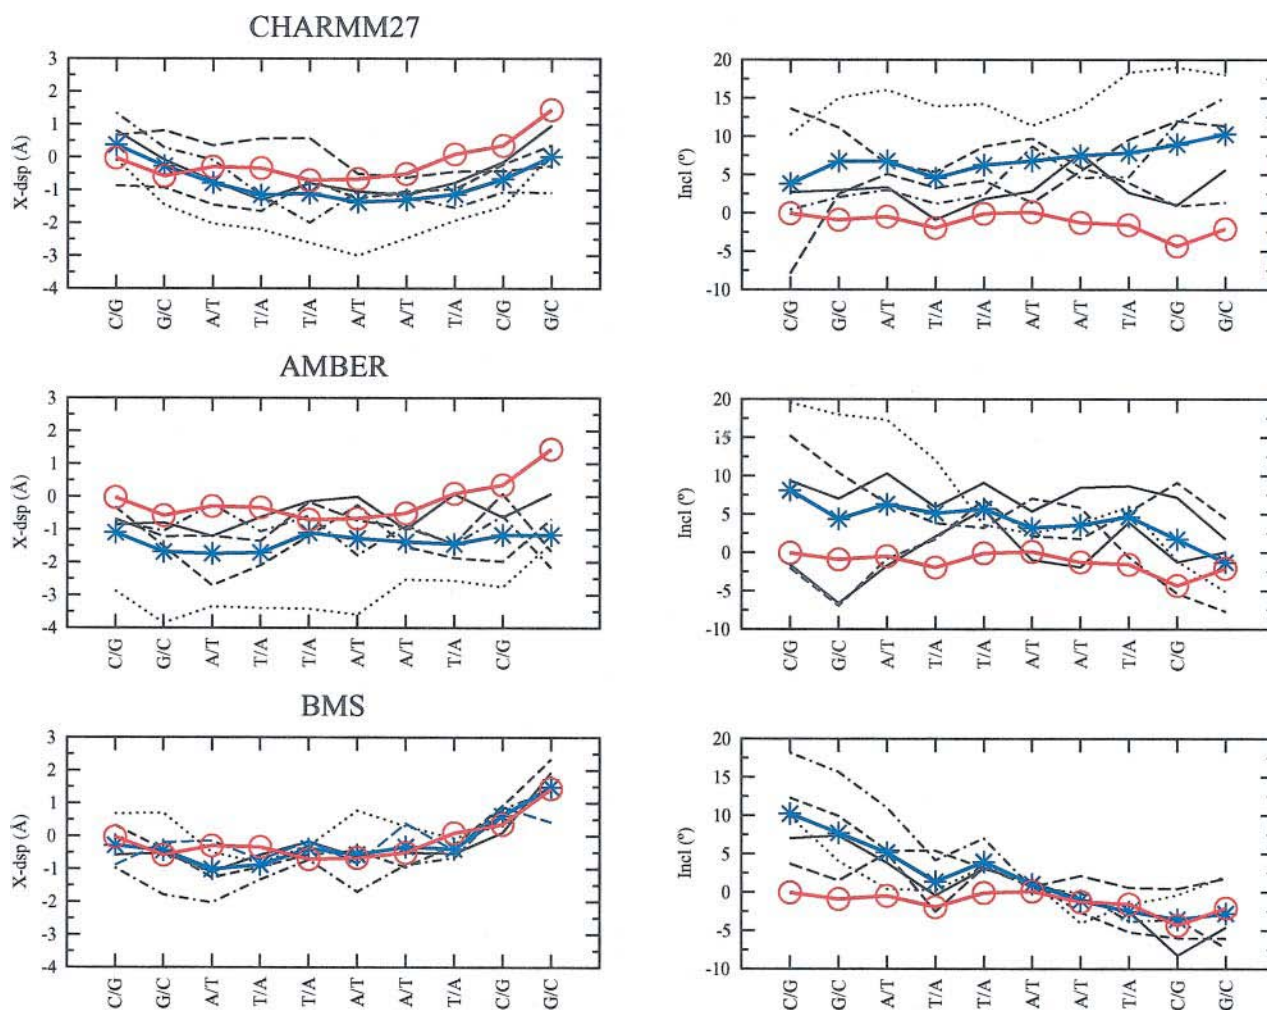 CHARMM27
3
2
1
0
-1
-2
-3
-4
X-dsp (Å)
C/G
G/C
A/T
T/A
T/A
A/T
A/T
T/A
C/G
G/C
20
15
10
5
0
-5
-10
Incl (º)
C/G
G/C
A/T
T/A
T/A
A/T
A/T
T/A
C/G
G/C
AMBER
3
2
1
0
-1
-2
-3
-4
X-dsp (Å)
C/G
G/C
A/T
T/A
T/A
A/T
A/T
T/A
C/G
20
15
10
5
0
-5
-10
Incl (º)
C/G
G/C
A/T
T/A
T/A
A/T
A/T
T/A
C/G
G/C
BMS
3
2
1
0
-1
-2
-3
-4
X-dsp (Å)
C/G
G/C
A/T
T/A
T/A
A/T
A/T
T/A
C/G
G/C
20
15
10
5
0
-5
-10
Incl (º)
C/G
G/C
A/T
T/A
T/A
A/T
A/T
T/A
C/G
G/C